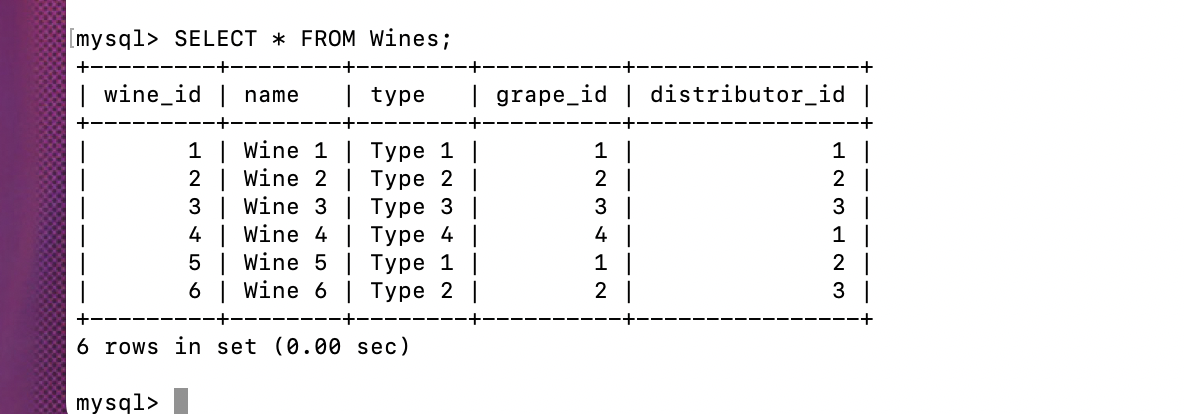 [mysql> SELECT * FROM Wines;
+---------+--------+--------+----------+----------------+
| wine_id | name   | type   | grape_id | distributor_id |
+---------+--------+--------+----------+----------------+
|       1 | Wine 1 | Type 1 |        1 |              1 |
|       2 | Wine 2 | Type 2 |        2 |              2 |
|       3 | Wine 3 | Type 3 |        3 |              3 |
|       4 | Wine 4 | Type 4 |        4 |              1 |
|       5 | Wine 5 | Type 1 |        1 |              2 |
|       6 | Wine 6 | Type 2 |        2 |              3 |
+---------+--------+--------+----------+----------------+
6 rows in set (0.00 sec)
mysql>